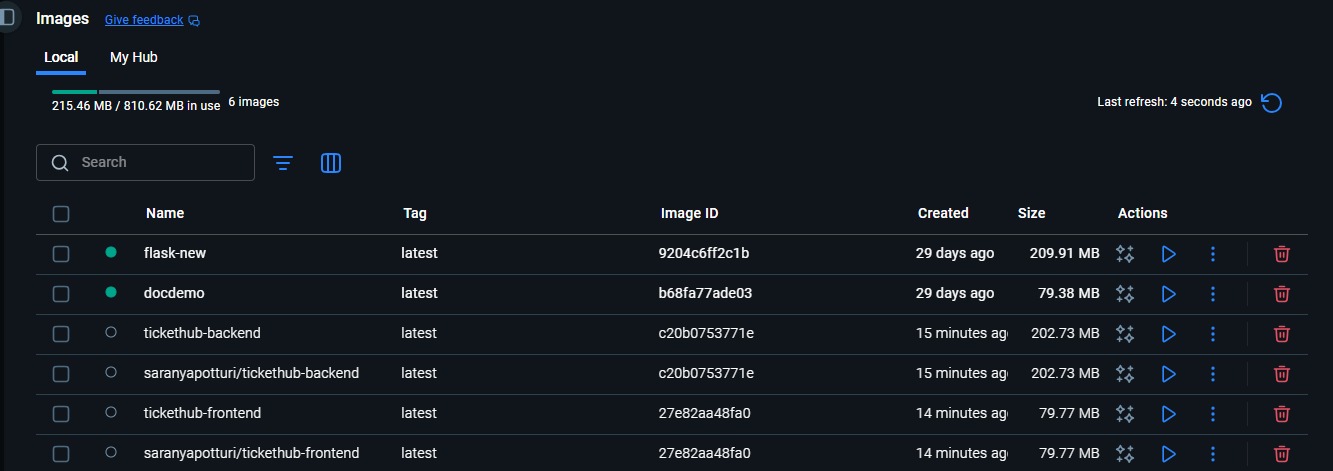 Images Give feedback
Local My Hub
215.46 MB / 810.62 MB in use 6 images Last refresh: 4 seconds ago
Search
Name Tag Image ID Created Size Actions
flask-new latest 9204c6ff2c1b 29 days ago 209.91 MB
docdemo latest b68fa77ade03 29 days ago 79.38 MB
tickethub-backend latest c20b0753771e 15 minutes ag 202.73 MB
saranyapotturi/tickethub-backend latest c20b0753771e 15 minutes ag 202.73 MB
tickethub-frontend latest 27e82aa48fa0 14 minutes ag 79.77 MB
saranyapotturi/tickethub-frontend latest 27e82aa48fa0 14 minutes ag 79.77 MB